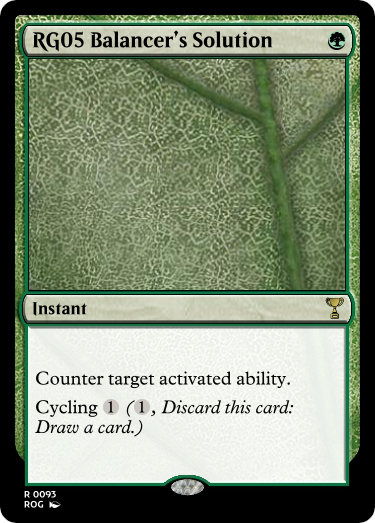 RG05 Balancer's Solution
Instant
Counter target activated ability.
Cycling 1 (1, Discard this card:
Draw a card.)
R 0093
ROG